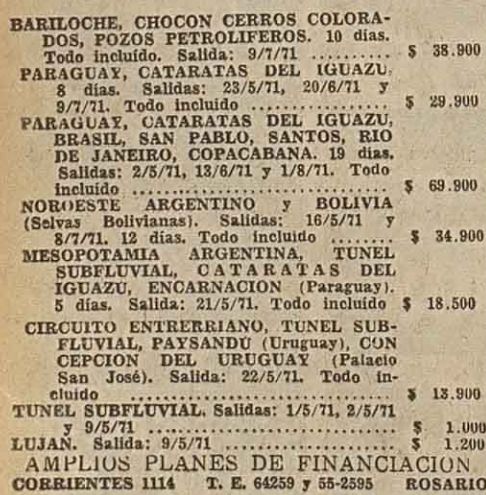 BARILOCHE, CHOCON CERROS COLORA-
DOS, POZOS PETROLIFEROS. 10 días.
Todo incluído. Salida: 9/7/71 .......... $ 38.900
PARAGUAY, CATARATAS DEL IGUAZU.
8 días. Salidas: 23/5/71, 20/6/71 y
9/7/71. Todo incluído ................ $ 29.900
PARAGUAY, CATARATAS DEL IGUAZU,
BRASIL, SAN PABLO, SANTOS, RIO
DE JANEIRO, COPACABANA. 19 días.
Salidas: 2/5/71, 13/6/71 y 1/8/71. Todo
incluído .............................. $ 69.900
NOROESTE ARGENTINO y BOLIVIA
(Selvas Bolivianas). Salidas: 16/5/71 y
8/7/71. 12 días. Todo incluído ........ $ 34.900
MESOPOTAMIA ARGENTINA, TUNEL
SUBFLUVIAL, CATARATAS DEL
IGUAZU, ENCARNACION (Paraguay).
5 días. Salida: 21/5/71. Todo incluído $ 18.500
CIRCUITO ENTRERRIANO, TUNEL SUB-
FLUVIAL, PAYSANDU (Uruguay), CON
CEPCION DEL URUGUAY (Palacio
San José). Salida: 22/5/71. Todo in-
cluído .............................. $ 13.900
TUNEL SUBFLUVIAL. Salidas: 1/5/71, 2/5/71
y 9/5/71 .............................. $ 1.000
LUJAN. Salida: 9/5/71 .................. $ 1.200
AMPLIOS PLANES DE FINANCIACION
CORRIENTES 1114 T. E. 64259 y 55-2595 ROSARIO